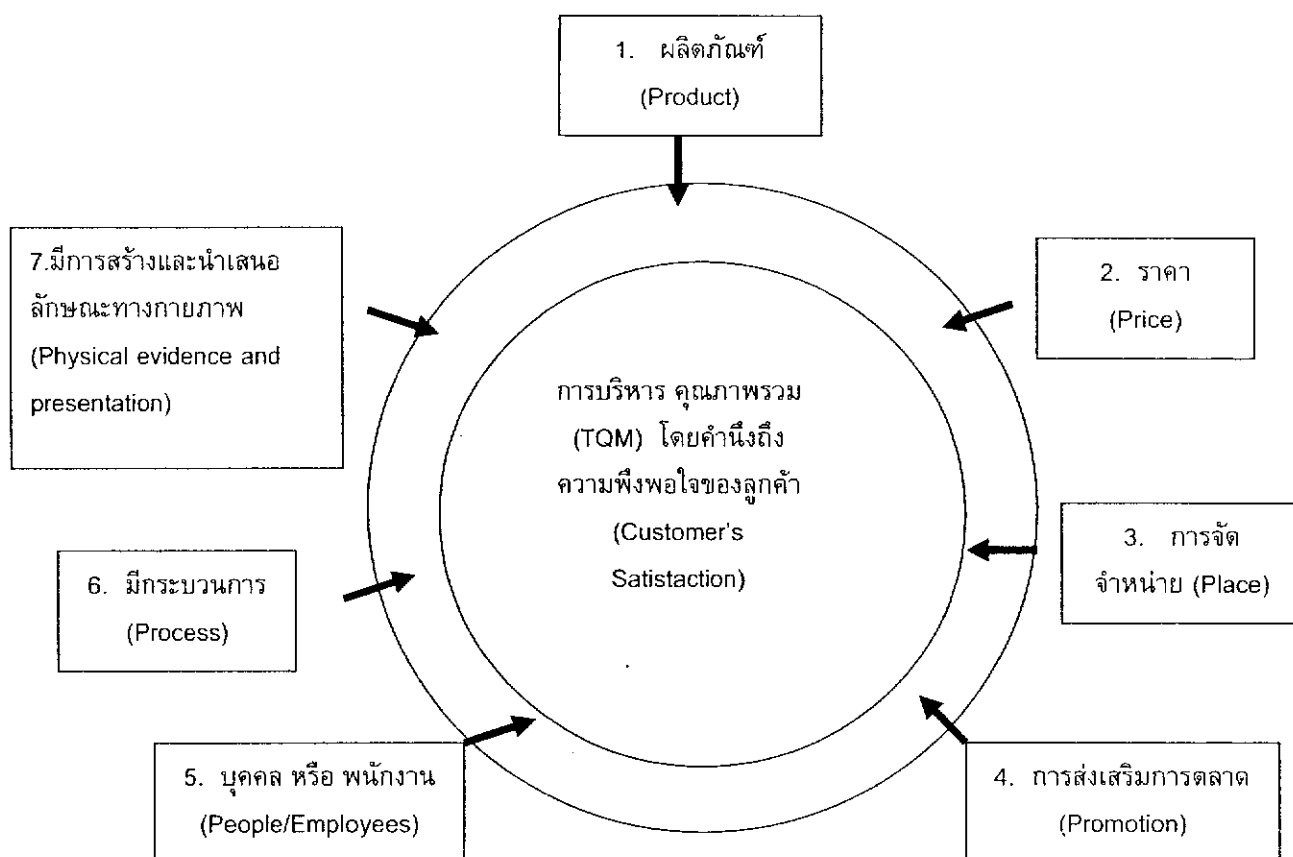 1. ผลิตภัณฑ์
(Product)
2. ราคา
(Price)
3. การจัด
จำหน่าย (Place)
4. การส่งเสริมการตลาด
(Promotion)
5. บุคคล หรือ พนักงาน
(People/Employees)
6. มีกระบวนการ
(Process)
7.มีการสร้างและนำเสนอ
ลักษณะทางกายภาพ
(Physical evidence and
presentation)
การบริหาร คุณภาพรวม
(TQM) โดยคำนึงถึง
ความพึงพอใจของลูกค้า
(Customer's
Satistaction)